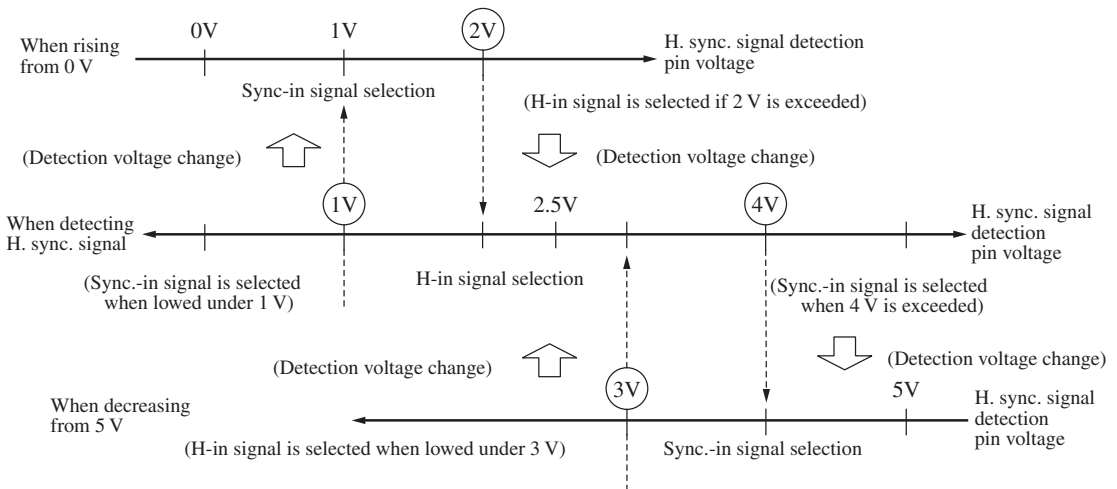 0V
1V
2V
When rising
from 0 V
H. sync. signal detection
pin voltage
Sync-in signal selection
(H-in signal is selected if 2 V is exceeded)
(Detection voltage change)
(Detection voltage change)
1V
2.5V
4V
When detecting
H. sync. signal
H. sync. signal
detection
pin voltage
(Sync.-in signal is selected
when lowed under 1 V)
H-in signal selection
(Sync.-in signal is selected
when 4 V is exceeded)
(Detection voltage change)
(Detection voltage change)
3V
5V
When decreasing
from 5 V
H. sync. signal
detection
pin voltage
(H-in signal is selected when lowed under 3 V)
Sync.-in signal selection